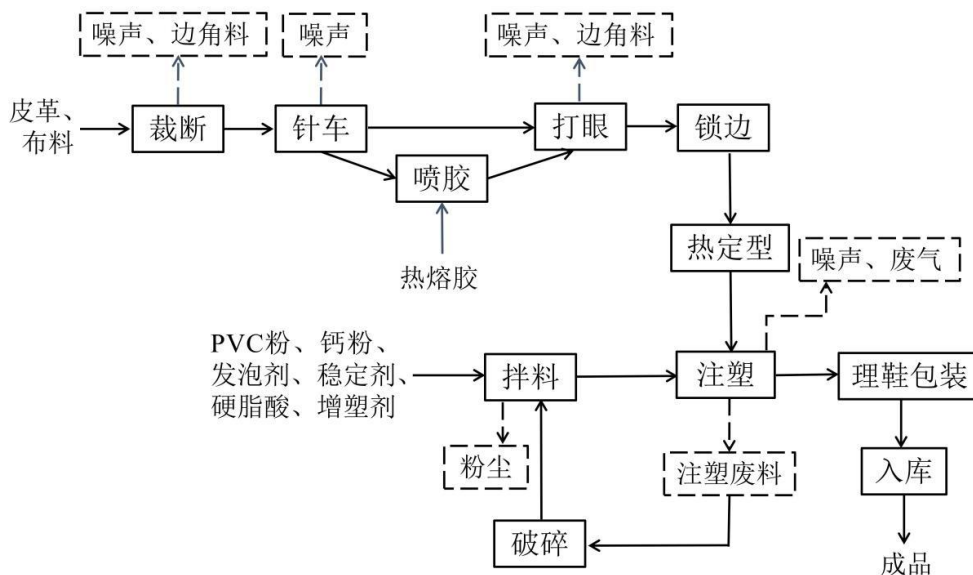 噪声、边角料
噪声
噪声、边角料
皮革、
布料
裁断
针车
打眼
锁边
喷胶
热熔胶
热定型
噪声、废气
PVC粉、钙粉、
发泡剂、稳定剂、
硬脂酸、增塑剂
拌料
注塑
理鞋包装
粉尘
注塑废料
入库
破碎
成品